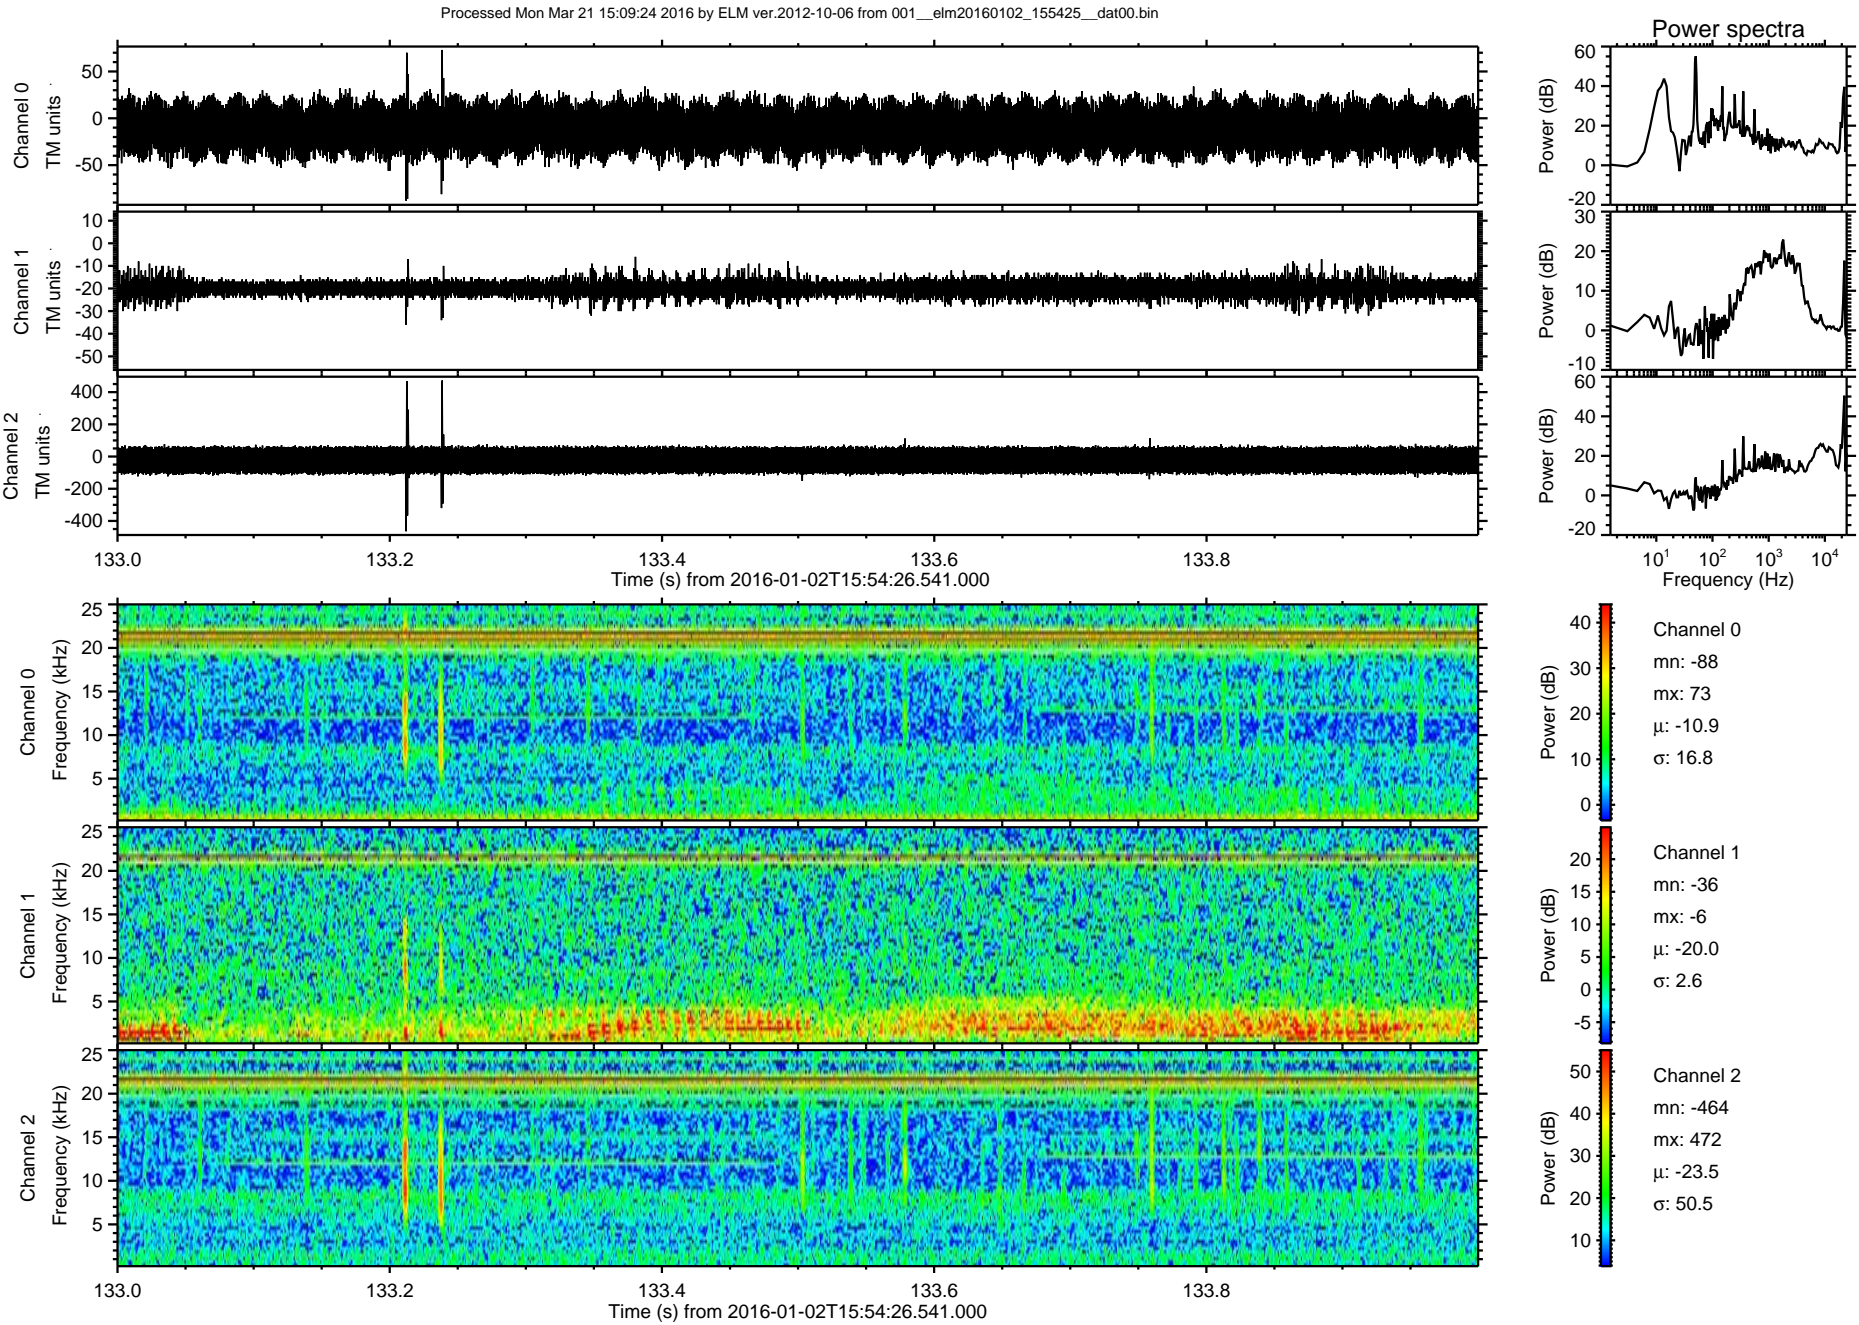 Processed Mon Mar 21 15:09:24 2016 by ELM ver.2012-10-06 from 001__elm20160102_155425__dat00.bin
Power spectra
Channel 0
TM units
50
0
-50
Power (dB)
60
40
20
0
-20
Channel 1
TM units
10
0
-10
-20
-30
-40
-50
Power (dB)
30
20
10
0
-10
Channel 2
TM units
400
200
0
-200
-400
Power (dB)
60
40
20
0
-20
133.0 133.2 133.4 133.6 133.8
Time (s) from 2016-01-02T15:54:26.541.000
10¹ 10² 10³ 10⁴
Frequency (Hz)
Channel 0
Frequency (kHz)
25
20
15
10
5
Power (dB)
40
30
20
10
0
Channel 0
mn: -88
mx: 73
µ: -10.9
σ: 16.8
Channel 1
Frequency (kHz)
25
20
15
10
5
Power (dB)
20
15
10
5
0
-5
Channel 1
mn: -36
mx: -6
µ: -20.0
σ: 2.6
Channel 2
Frequency (kHz)
25
20
15
10
5
Power (dB)
50
40
30
20
10
Channel 2
mn: -464
mx: 472
µ: -23.5
σ: 50.5
133.0 133.2 133.4 133.6 133.8
Time (s) from 2016-01-02T15:54:26.541.000